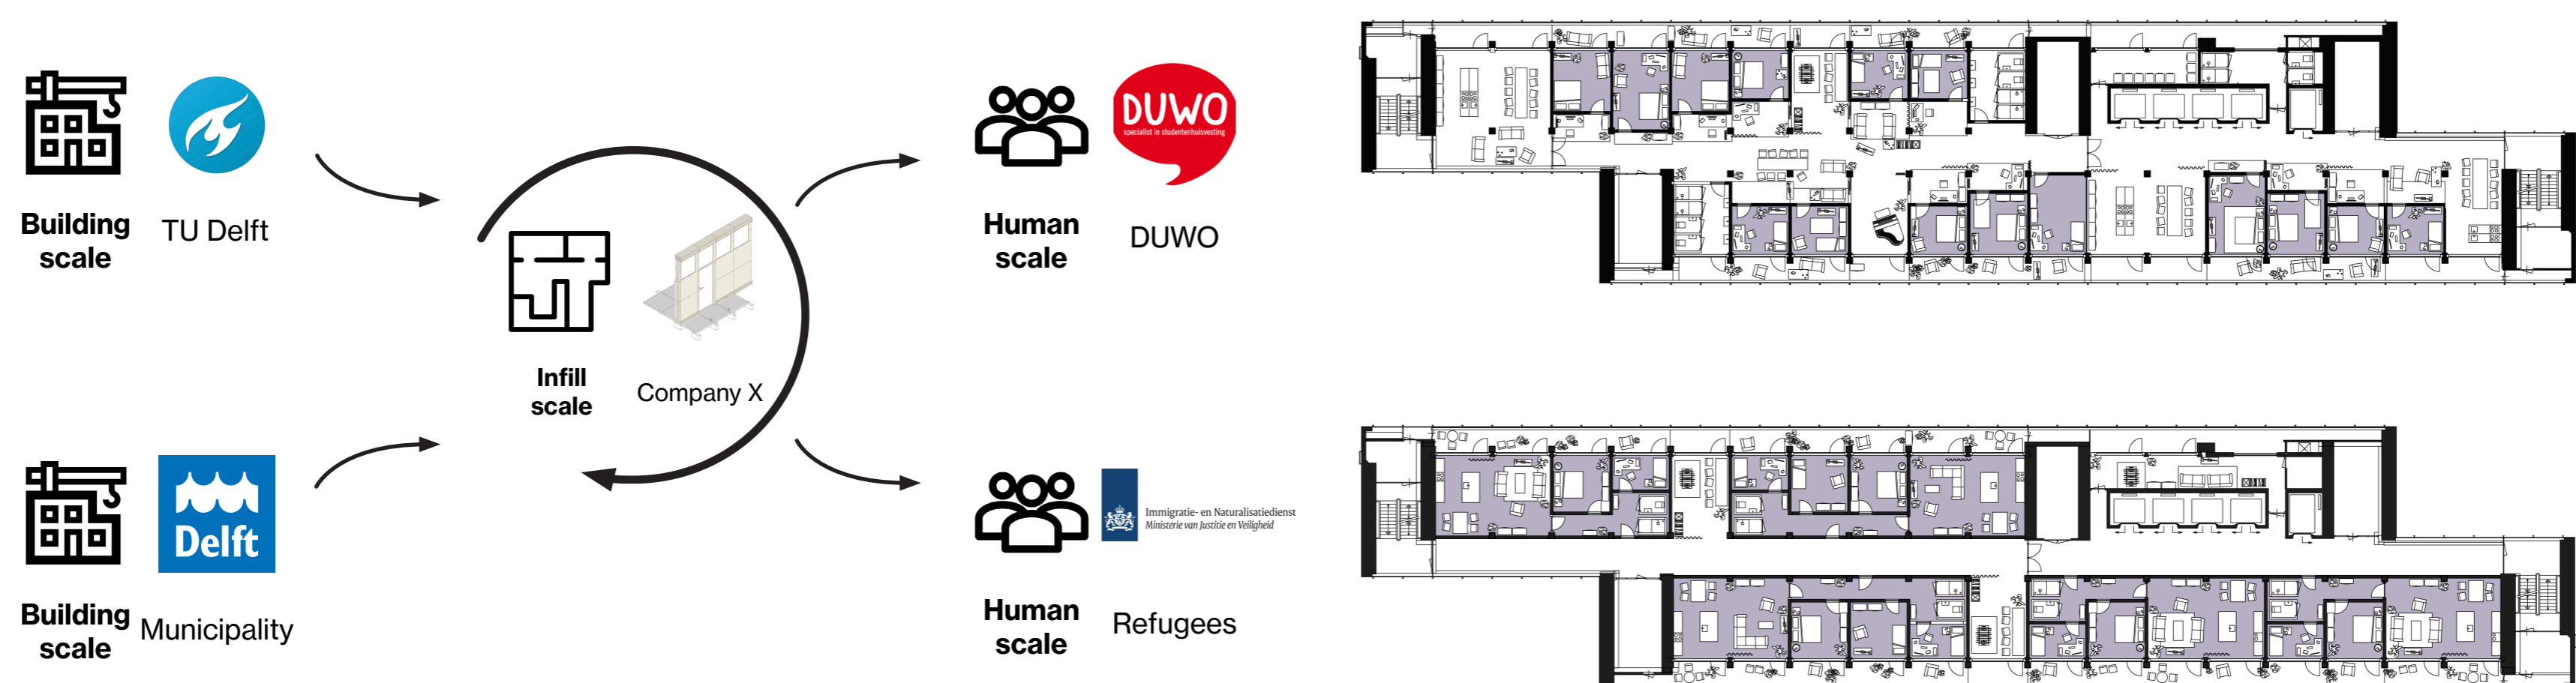 Building
scale
TU Delft
Infill
scale
Company X
DUWO
specialist in studentenhuisvesting
Human
scale
DUWO
Delft
Building
scale
Municipality
Immigratie- en Naturalisatiedienst
Ministerie van Justitie en Veiligheid
Human
scale
Refugees